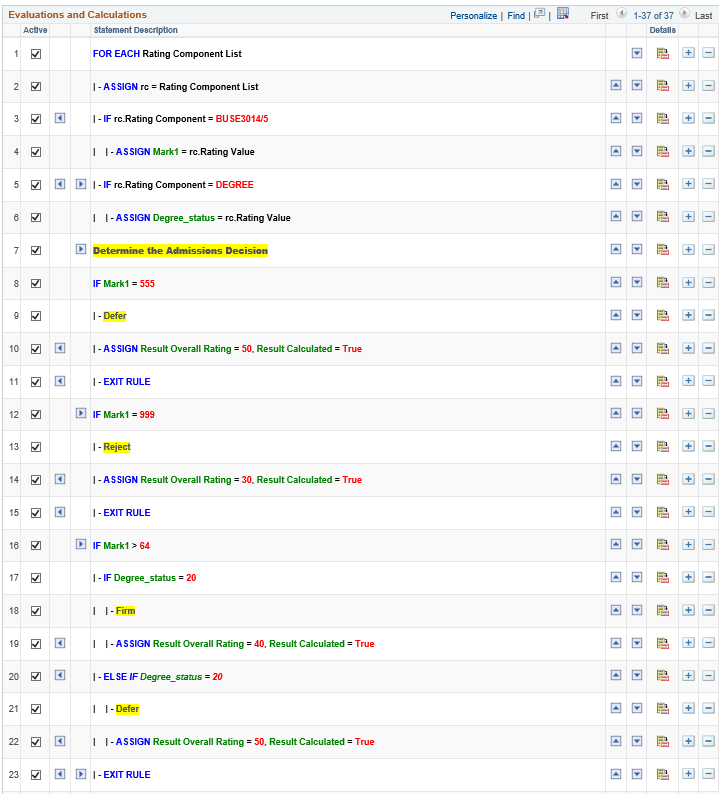 Evaluations and Calculations Personalize | Find | | First 1-37 of 37 Last
Active Statement Description Details
1 FOR EACH Rating Component List
2 | - ASSIGN rc = Rating Component List
3 | - IF rc.Rating Component = BUSE3014/5
4 | | - ASSIGN Mark1 = rc.Rating Value
5 | - IF rc.Rating Component = DEGREE
6 | | - ASSIGN Degree_status = rc.Rating Value
7 Determine the Admissions Decision
8 IF Mark1 = 555
9 | - Defer
10 | - ASSIGN Result Overall Rating = 50, Result Calculated = True
11 | - EXIT RULE
12 IF Mark1 = 999
13 | - Reject
14 | - ASSIGN Result Overall Rating = 30, Result Calculated = True
15 | - EXIT RULE
16 IF Mark1 > 64
17 | - IF Degree_status = 20
18 | | - Firm
19 | | - ASSIGN Result Overall Rating = 40, Result Calculated = True
20 | - ELSE IF Degree_status = 20
21 | | - Defer
22 | | - ASSIGN Result Overall Rating = 50, Result Calculated = True
23 | - EXIT RULE